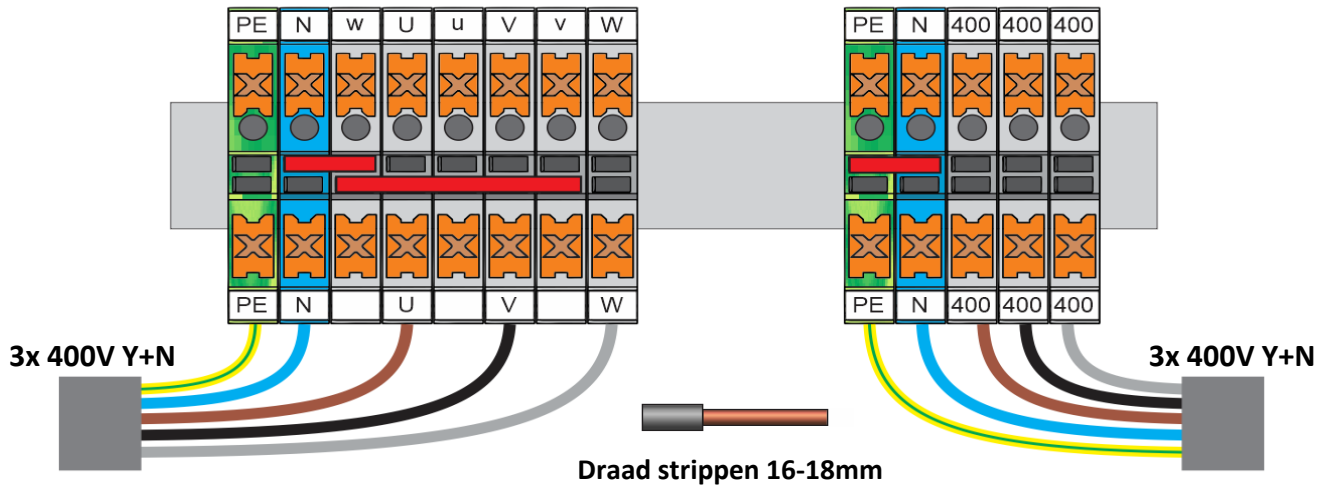 PE N w U u V v W
PE N 400 400 400
PE N U V W
PE N 400 400 400
3x 400V Y+N
3x 400V Y+N
Draad strippen 16-18mm